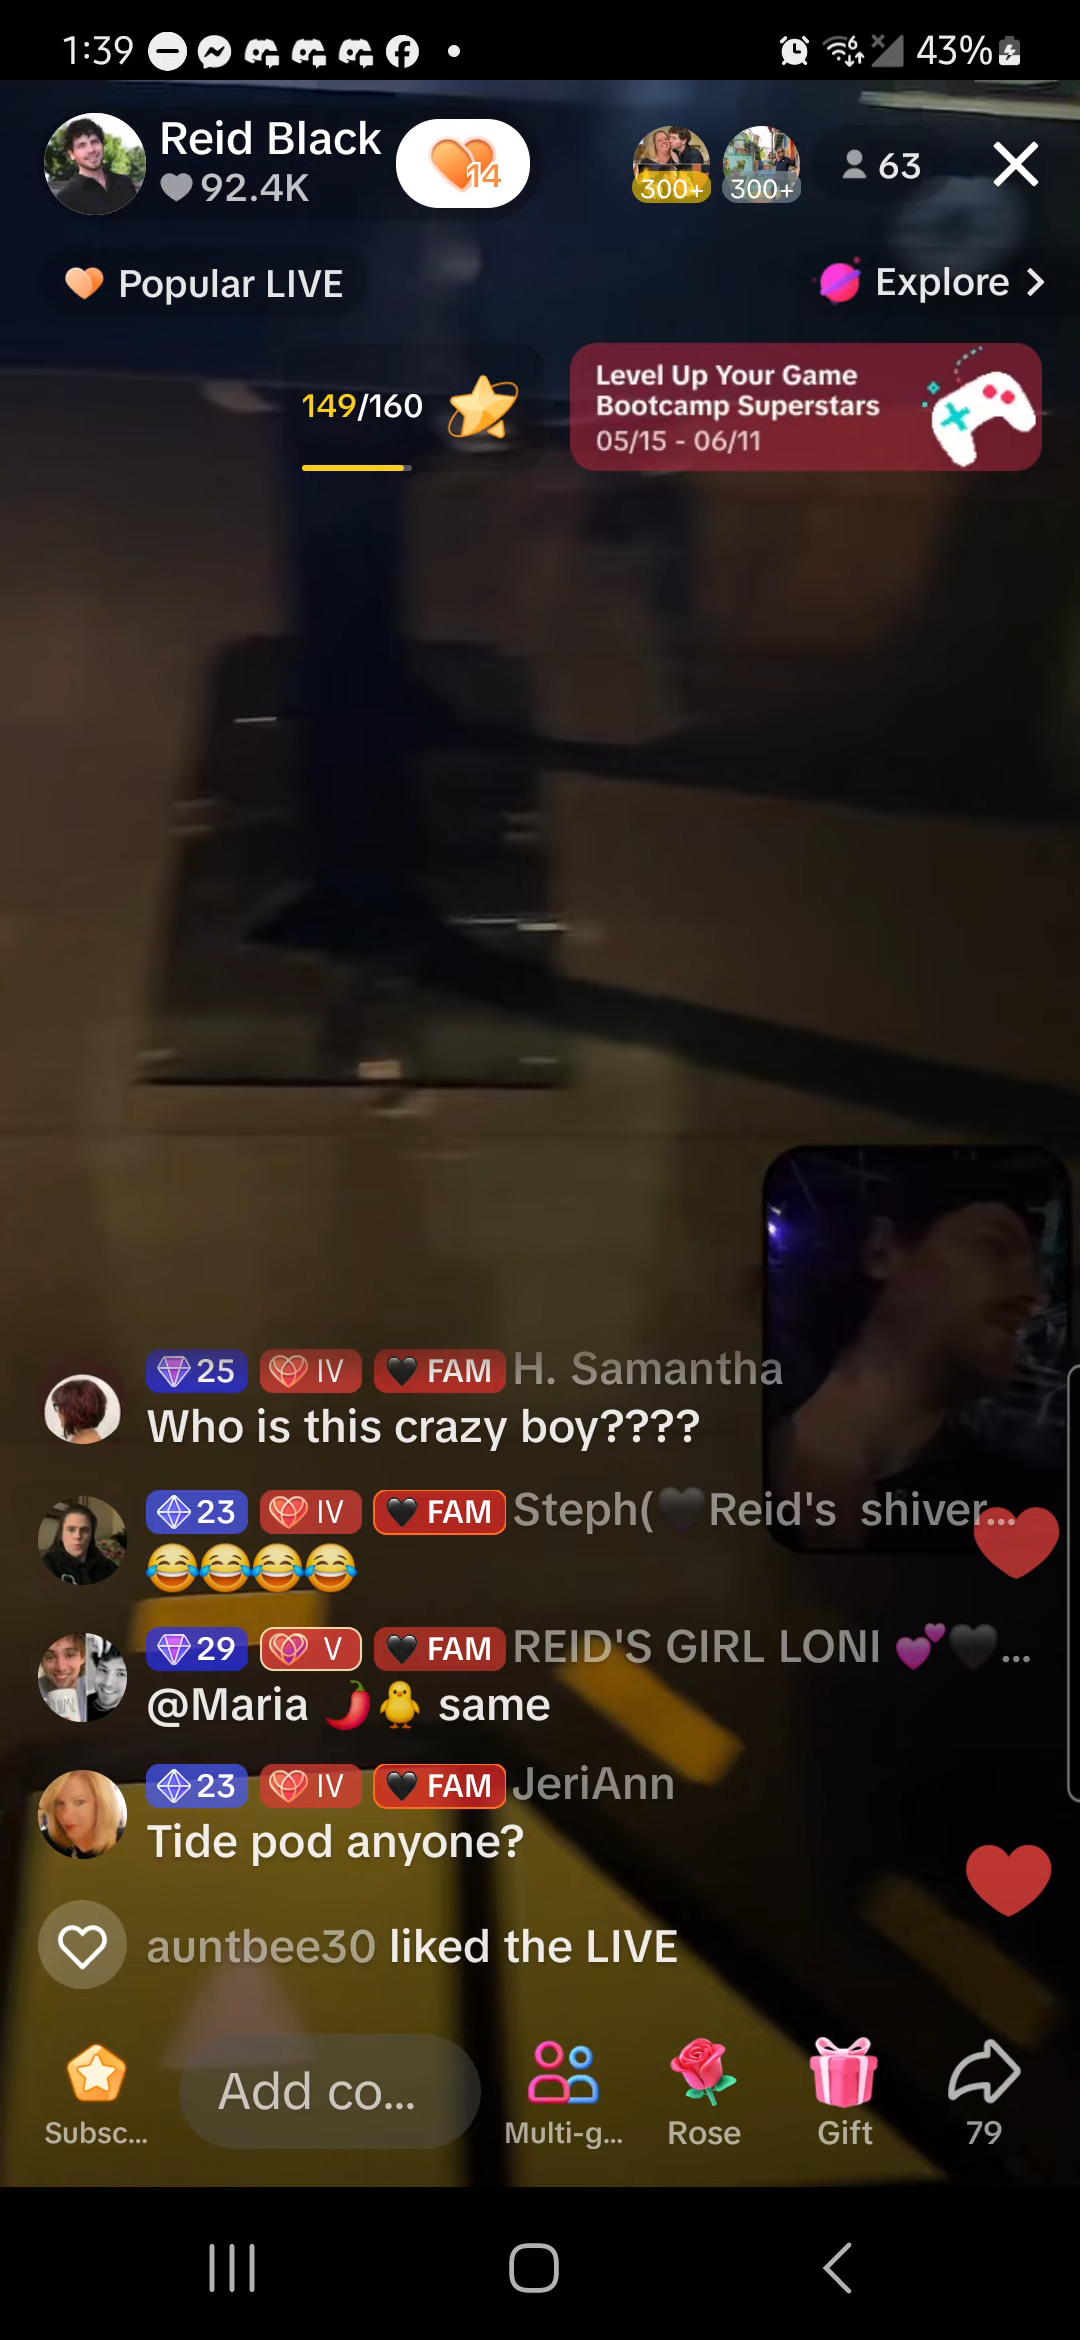 1:39
43%
Reid Black
92.4K
14
300+
300+
63
Popular LIVE
Explore
149/160
Level Up Your Game
Bootcamp Superstars
05/15 - 06/11
25 IV FAM H. Samantha
Who is this crazy boy????
23 IV 🖤 FAM Steph(🖤Reid's shiver...
😂😂😂😂
29 V 🖤 FAM REID'S GIRL LONI 💕🖤...
@Maria 🌶️🐥 same
23 IV 🖤 FAM JeriAnn
Tide pod anyone?
auntbee30 liked the LIVE
Subsc...
Add co...
Multi-g...
Rose
Gift
79